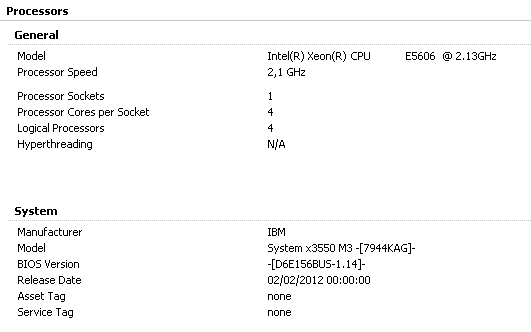 Processors
General
Model Intel(R) Xeon(R) CPU E5606 @ 2.13GHz
Processor Speed 2,1 GHz
Processor Sockets 1
Processor Cores per Socket 4
Logical Processors 4
Hyperthreading N/A
System
Manufacturer IBM
Model System x3550 M3 -[7944KAG]-
BIOS Version -[D6E156BUS-1.14]-
Release Date 02/02/2012 00:00:00
Asset Tag none
Service Tag none